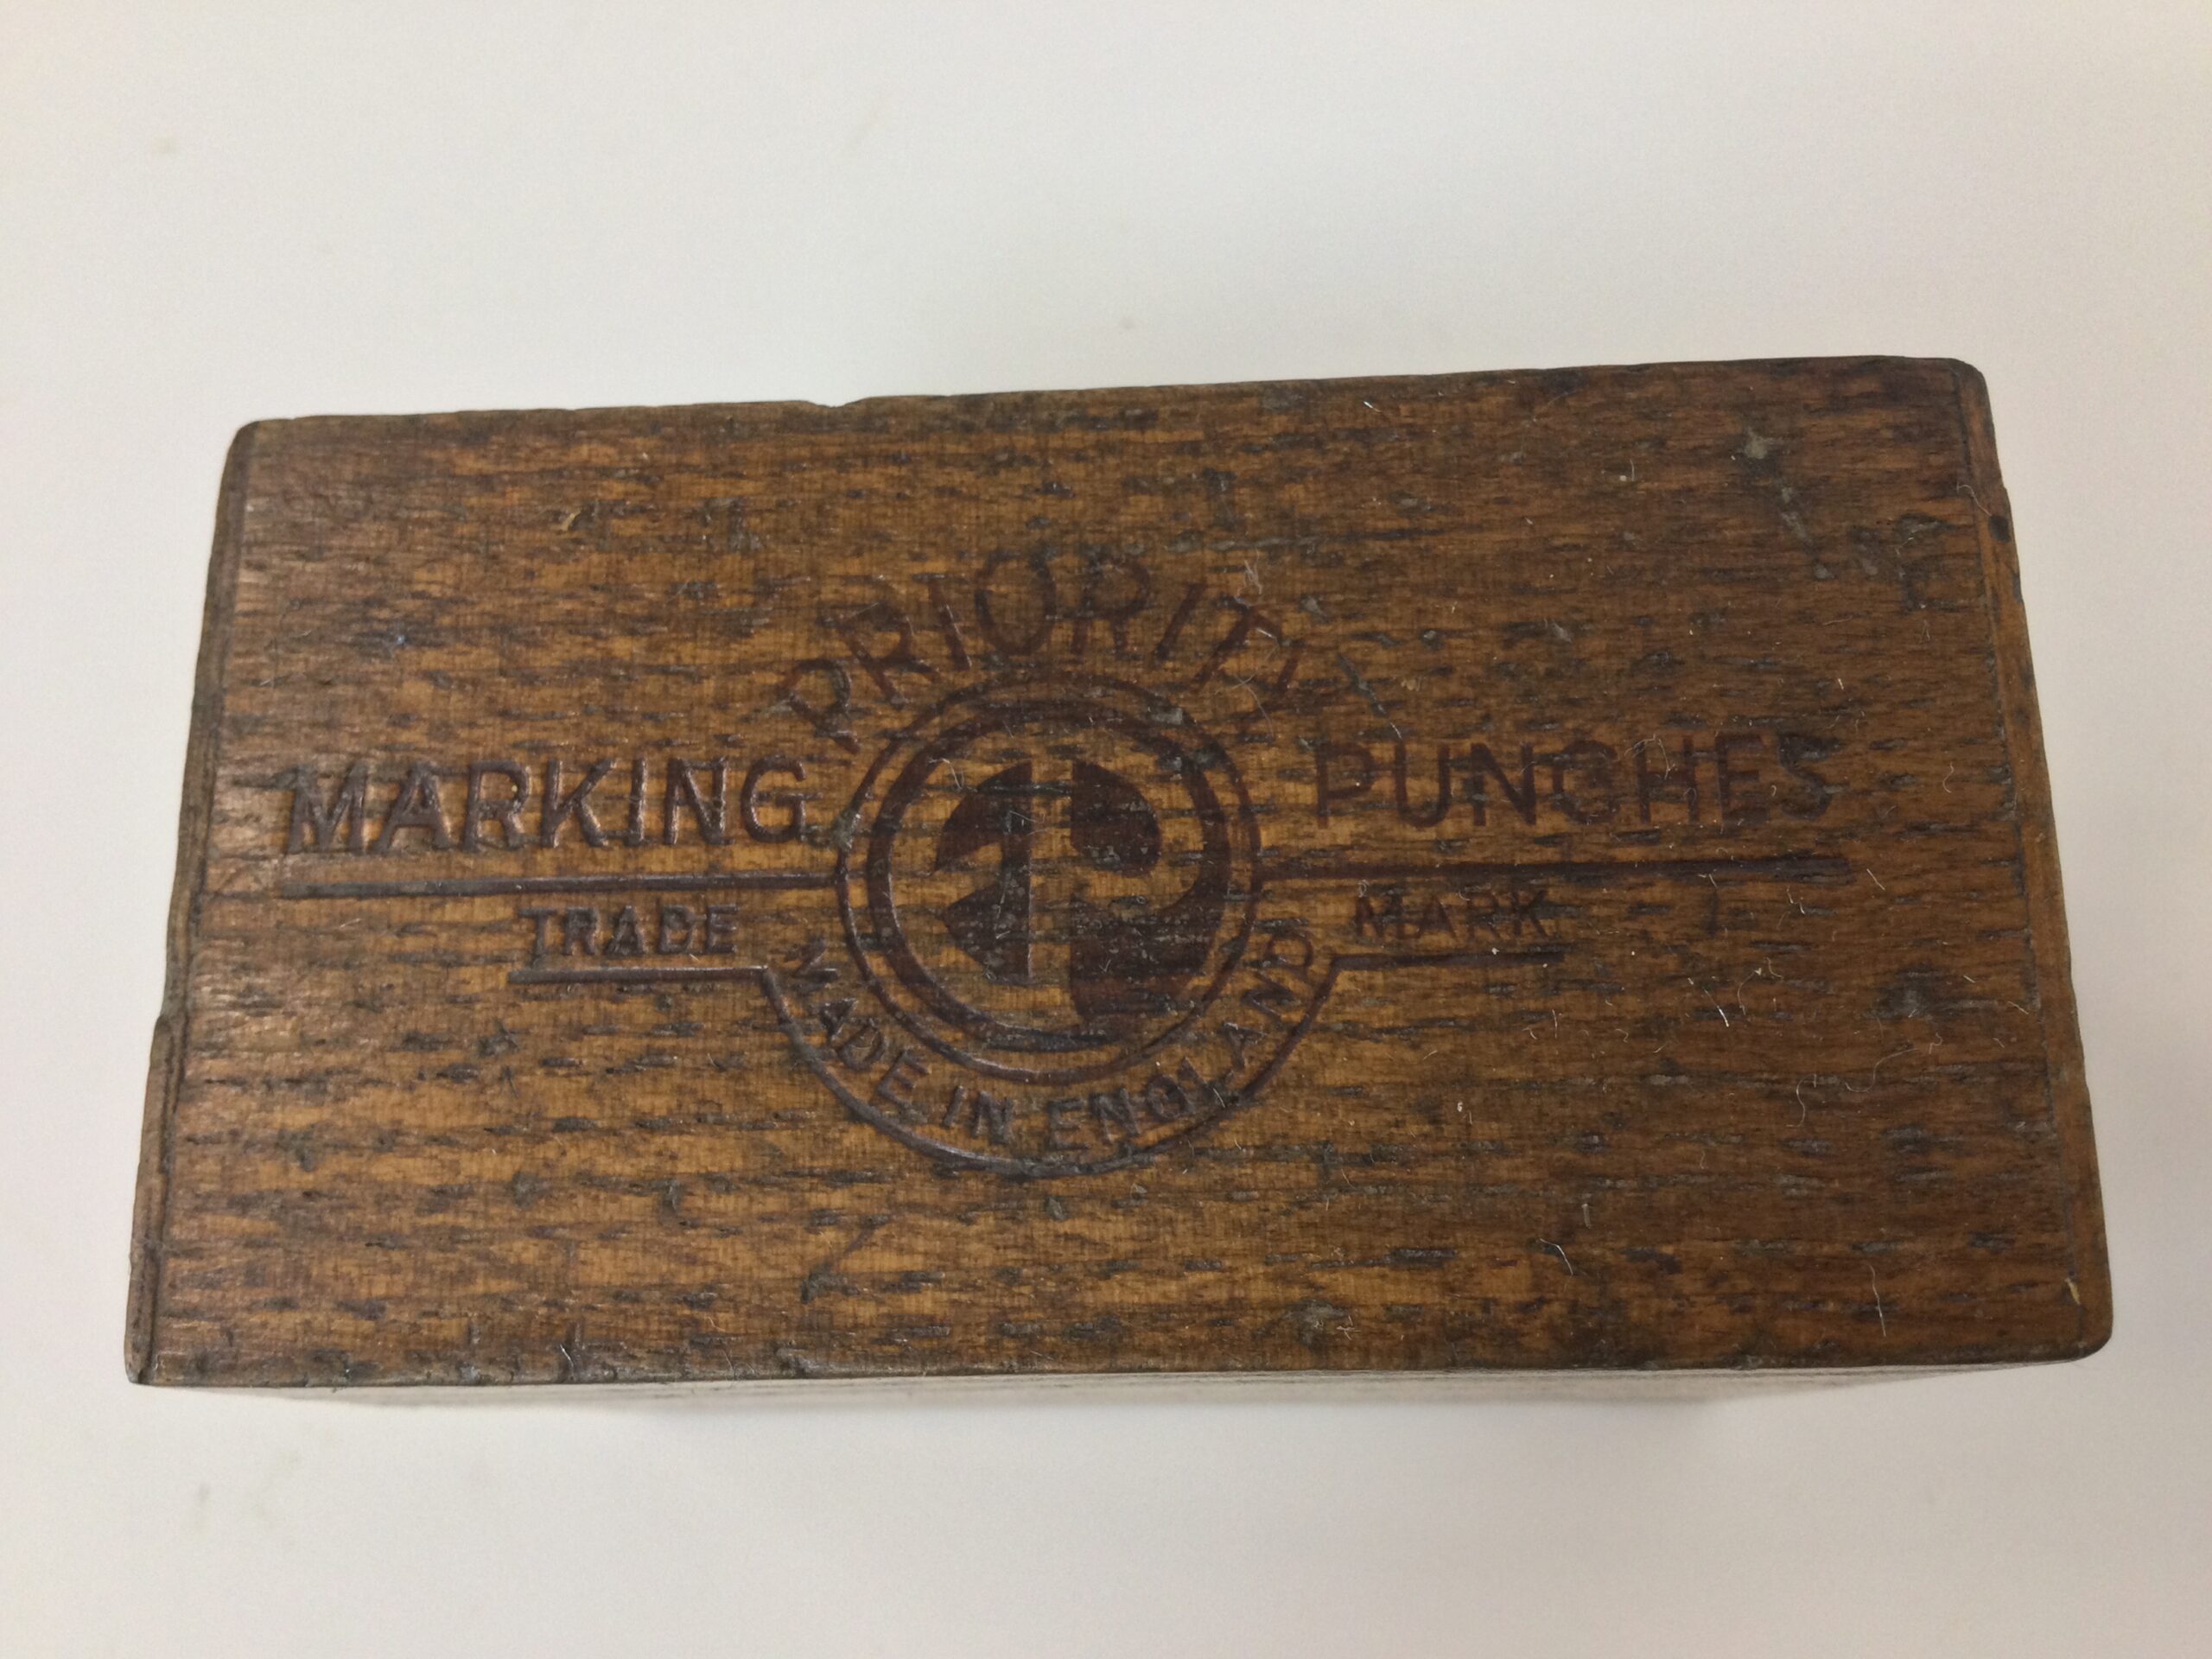 PRIORITY
MARKING PUNCHES
TRADE MARK
MADE IN ENGLAND